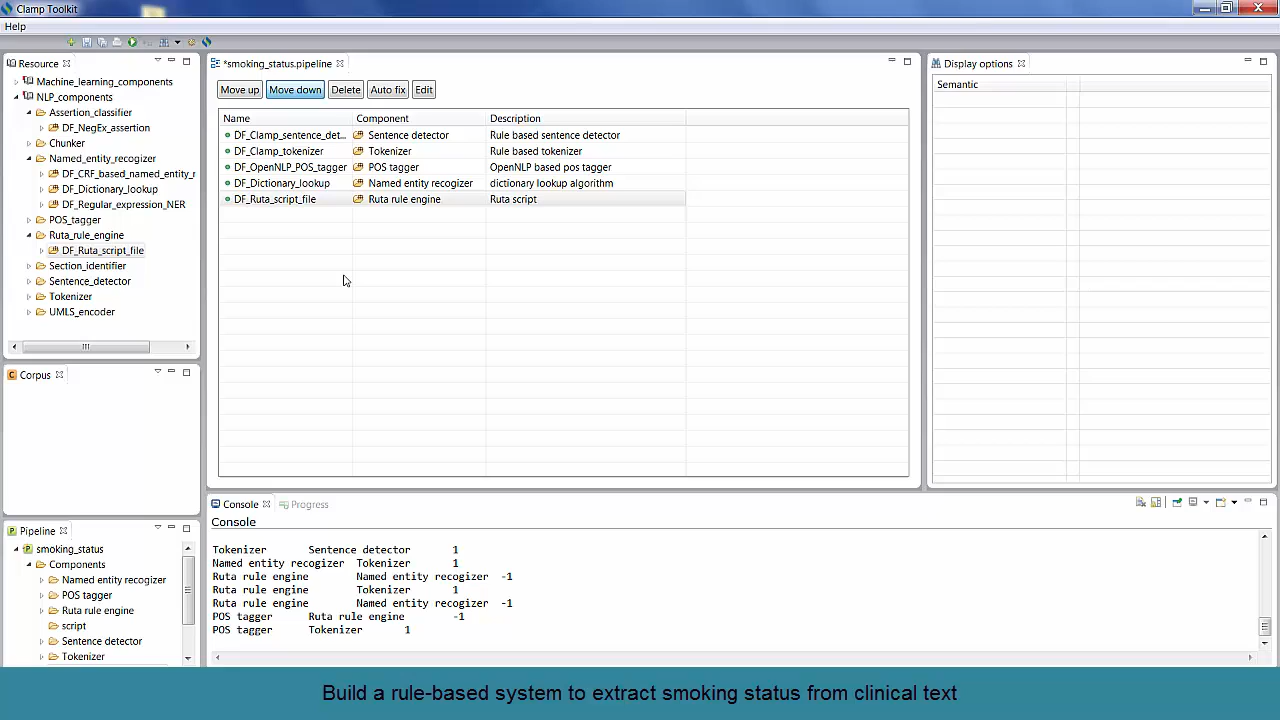 Clamp Toolkit
Help
Resource
Machine_learning_components
NLP_components
Assertion_classifier
DF_NegEx_assertion
Chunker
Named_entity_recogizer
DF_CRF_based_named_entity_r
DF_Dictionary_lookup
DF_Regular_expression_NER
POS_tagger
Ruta_rule_engine
DF_Ruta_script_file
Section_identifier
Sentence_detector
Tokenizer
UMLS_encoder
Corpus
Pipeline
smoking_status
Components
Named entity recogizer
POS tagger
Ruta rule engine
script
Sentence detector
Tokenizer
*smoking_status.pipeline
Move up Move down Delete Auto fix Edit
Name Component Description
DF_Clamp_sentence_det... Sentence detector Rule based sentence detector
DF_Clamp_tokenizer Tokenizer Rule based tokenizer
DF_OpenNLP_POS_tagger POS tagger OpenNLP based pos tagger
DF_Dictionary_lookup Named entity recogizer dictionary lookup algorithm
DF_Ruta_script_file Ruta rule engine Ruta script
Display options
Semantic
Console Progress
Console
Tokenizer Sentence detector 1
Named entity recogizer Tokenizer 1
Ruta rule engine Named entity recogizer -1
Ruta rule engine Tokenizer 1
Ruta rule engine Named entity recogizer -1
POS tagger Ruta rule engine -1
POS tagger Tokenizer 1
Build a rule-based system to extract smoking status from clinical text